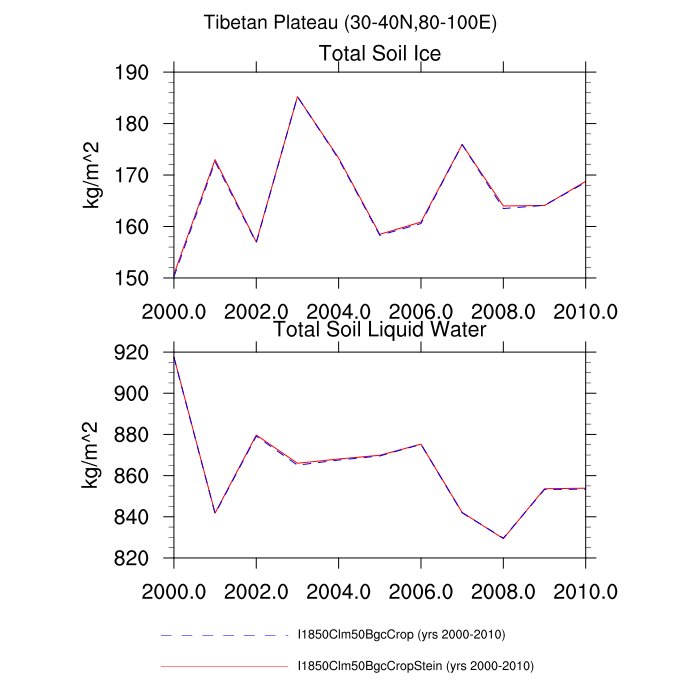 Tibetan Plateau (30-40N,80-100E)
Total Soil Ice
190
180
170
160
150
kg/m^2
2000.0 2002.0 2004.0 2006.0 2008.0 2010.0
Total Soil Liquid Water
920
900
880
860
840
820
kg/m^2
2000.0 2002.0 2004.0 2006.0 2008.0 2010.0
I1850Clm50BgcCrop (yrs 2000-2010)
I1850Clm50BgcCropStein (yrs 2000-2010)